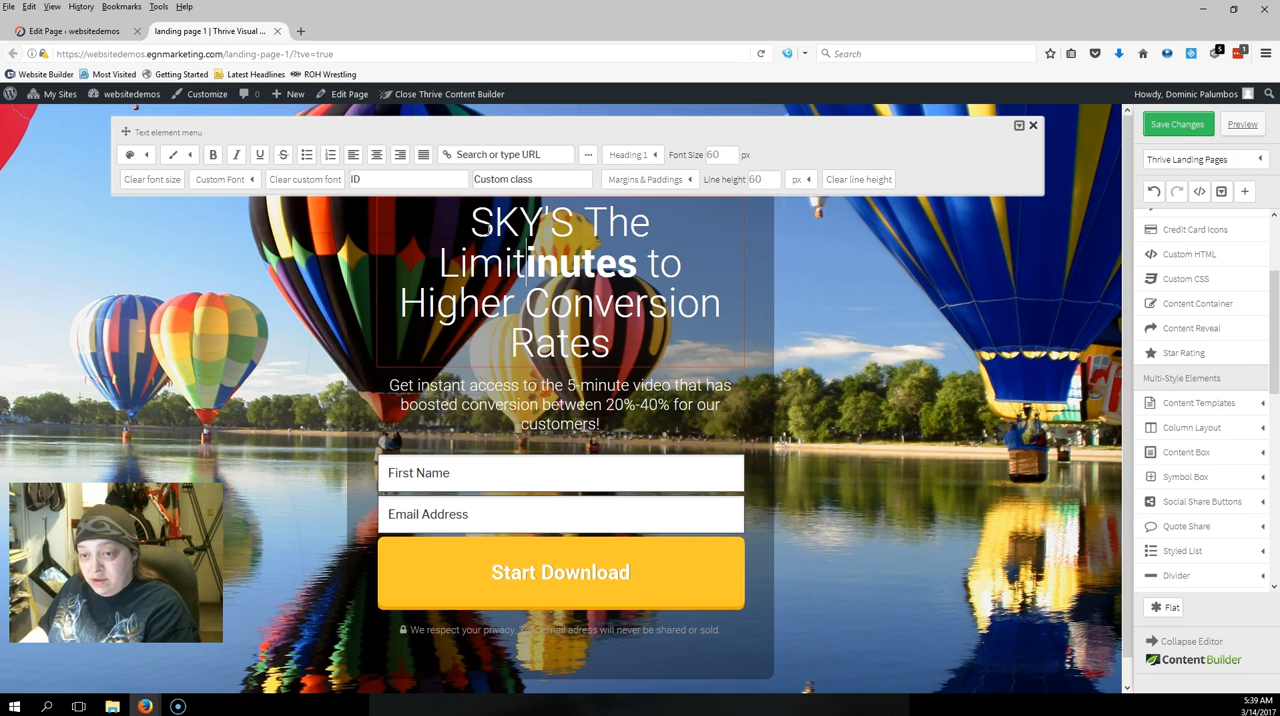 File Edit View History Bookmarks Tools Help
Edit Page ‹ websitedemos
landing page 1 | Thrive Visual ...
https://websitedemos.egnmarketing.com/landing-page-1/?tve=true
Search
5
1
Website Builder Most Visited Getting Started Latest Headlines ROH Wrestling
My Sites websitedemos Customize 0 New Edit Page Close Thrive Content Builder
Howdy, Dominic Palumbos
Text element menu
B I U S Search or type URL ... Heading 1 Font Size 60 px
Clear font size Custom Font Clear custom font ID Custom class Margins & Paddings Line height 60 px Clear line height
SKY'S The
Limitinutes to
Higher Conversion
Rates
Get instant access to the 5-minute video that has
boosted conversion between 20%-40% for our
customers!
First Name
Email Address
Start Download
We respect your privacy. Your email adress will never be shared or sold.
Save Changes Preview
Thrive Landing Pages
Credit Card Icons
Custom HTML
Custom CSS
Content Container
Content Reveal
Star Rating
Multi-Style Elements
Content Templates
Column Layout
Content Box
Symbol Box
Social Share Buttons
Quote Share
Styled List
Divider
Flat
Collapse Editor
Content Builder
5:39 AM
3/14/2017